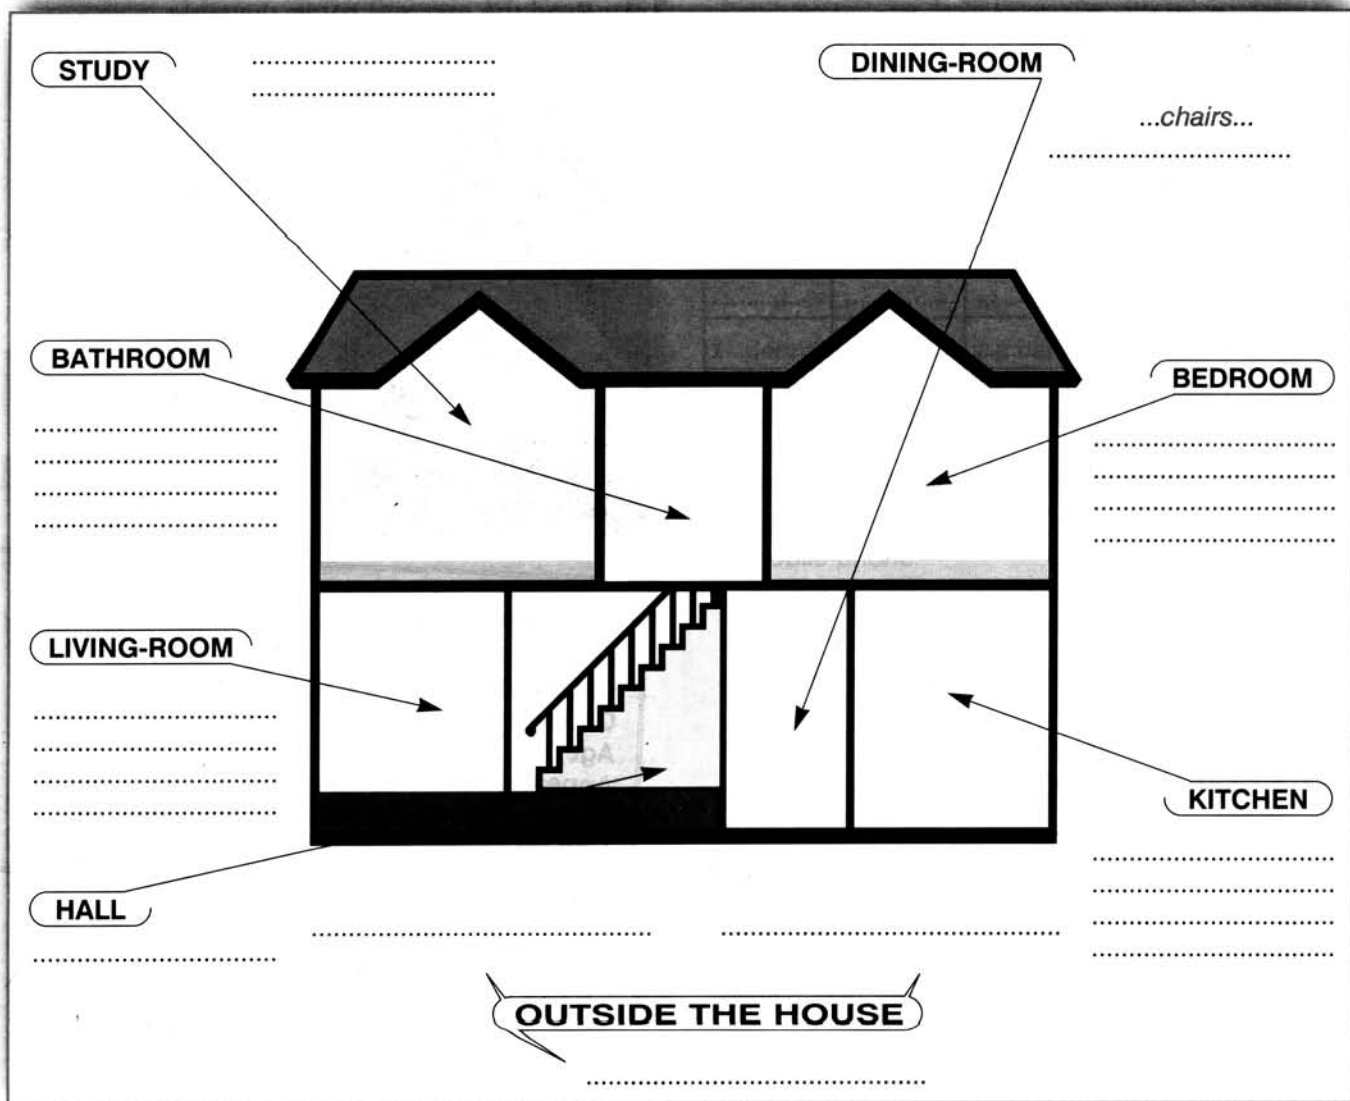 STUDY
DINING-ROOM
...chairs...
BATHROOM
BEDROOM
LIVING-ROOM
KITCHEN
HALL
OUTSIDE THE HOUSE